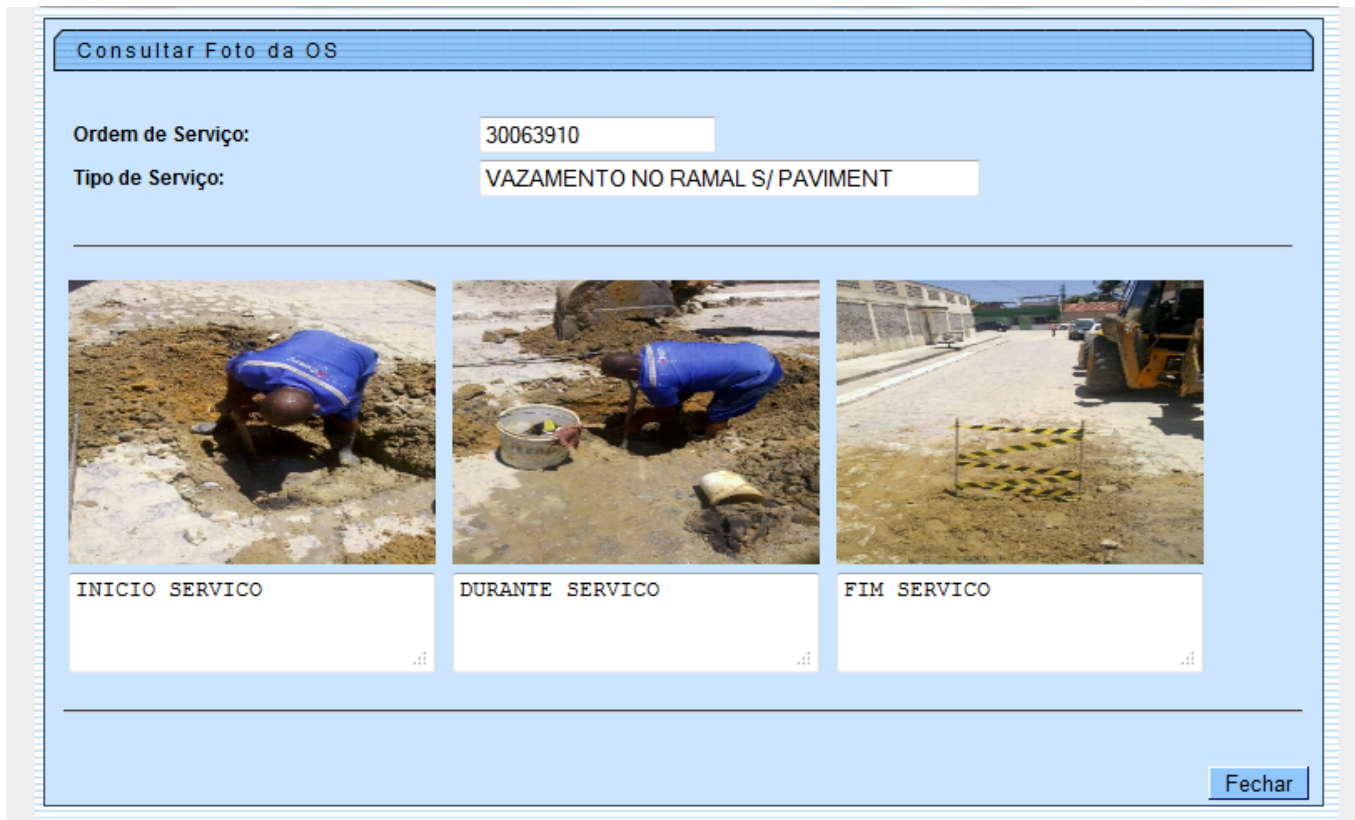 Consultar Foto da OS
Ordem de Serviço: 30063910
Tipo de Serviço: VAZAMENTO NO RAMAL S/ PAVIMENT
INICIO SERVICO DURANTE SERVICO FIM SERVICO
Fechar